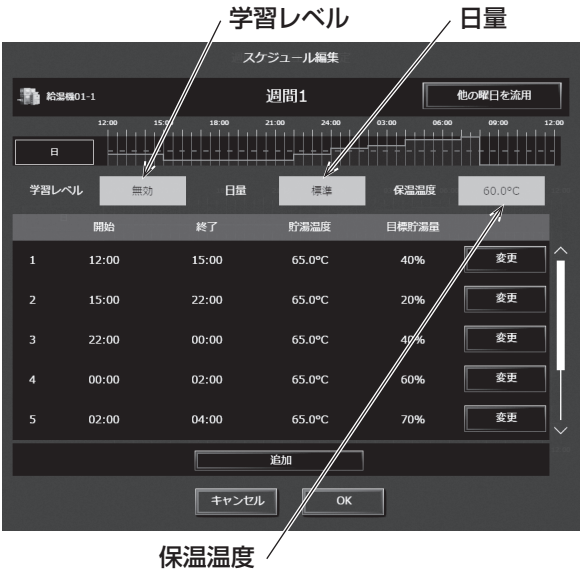 学習レベル 日量
スケジュール編集
給湯機01-1 週間1 他の曜日を流用
12:00 15:00 18:00 21:00 24:00 03:00 06:00 09:00 12:00
日
学習レベル 無効 日量 標準 保温温度 60.0℃
開始 終了 貯湯温度 目標貯湯量
1 12:00 15:00 65.0℃ 40% 変更
2 15:00 22:00 65.0℃ 20% 変更
3 22:00 00:00 65.0℃ 40% 変更
4 00:00 02:00 65.0℃ 60% 変更
5 02:00 04:00 65.0℃ 70% 変更
追加
キャンセル OK
保温温度